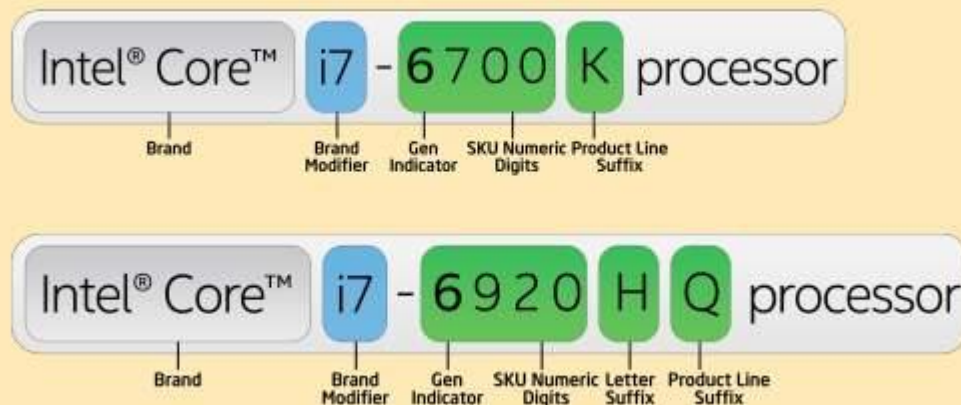 Intel® Core™ i7 - 6700 K processor
Brand Brand Modifier Gen Indicator SKU Numeric Digits Product Line Suffix
Intel® Core™ i7 - 6920 H Q processor
Brand Brand Modifier Gen Indicator SKU Numeric Digits Letter Suffix Product Line Suffix